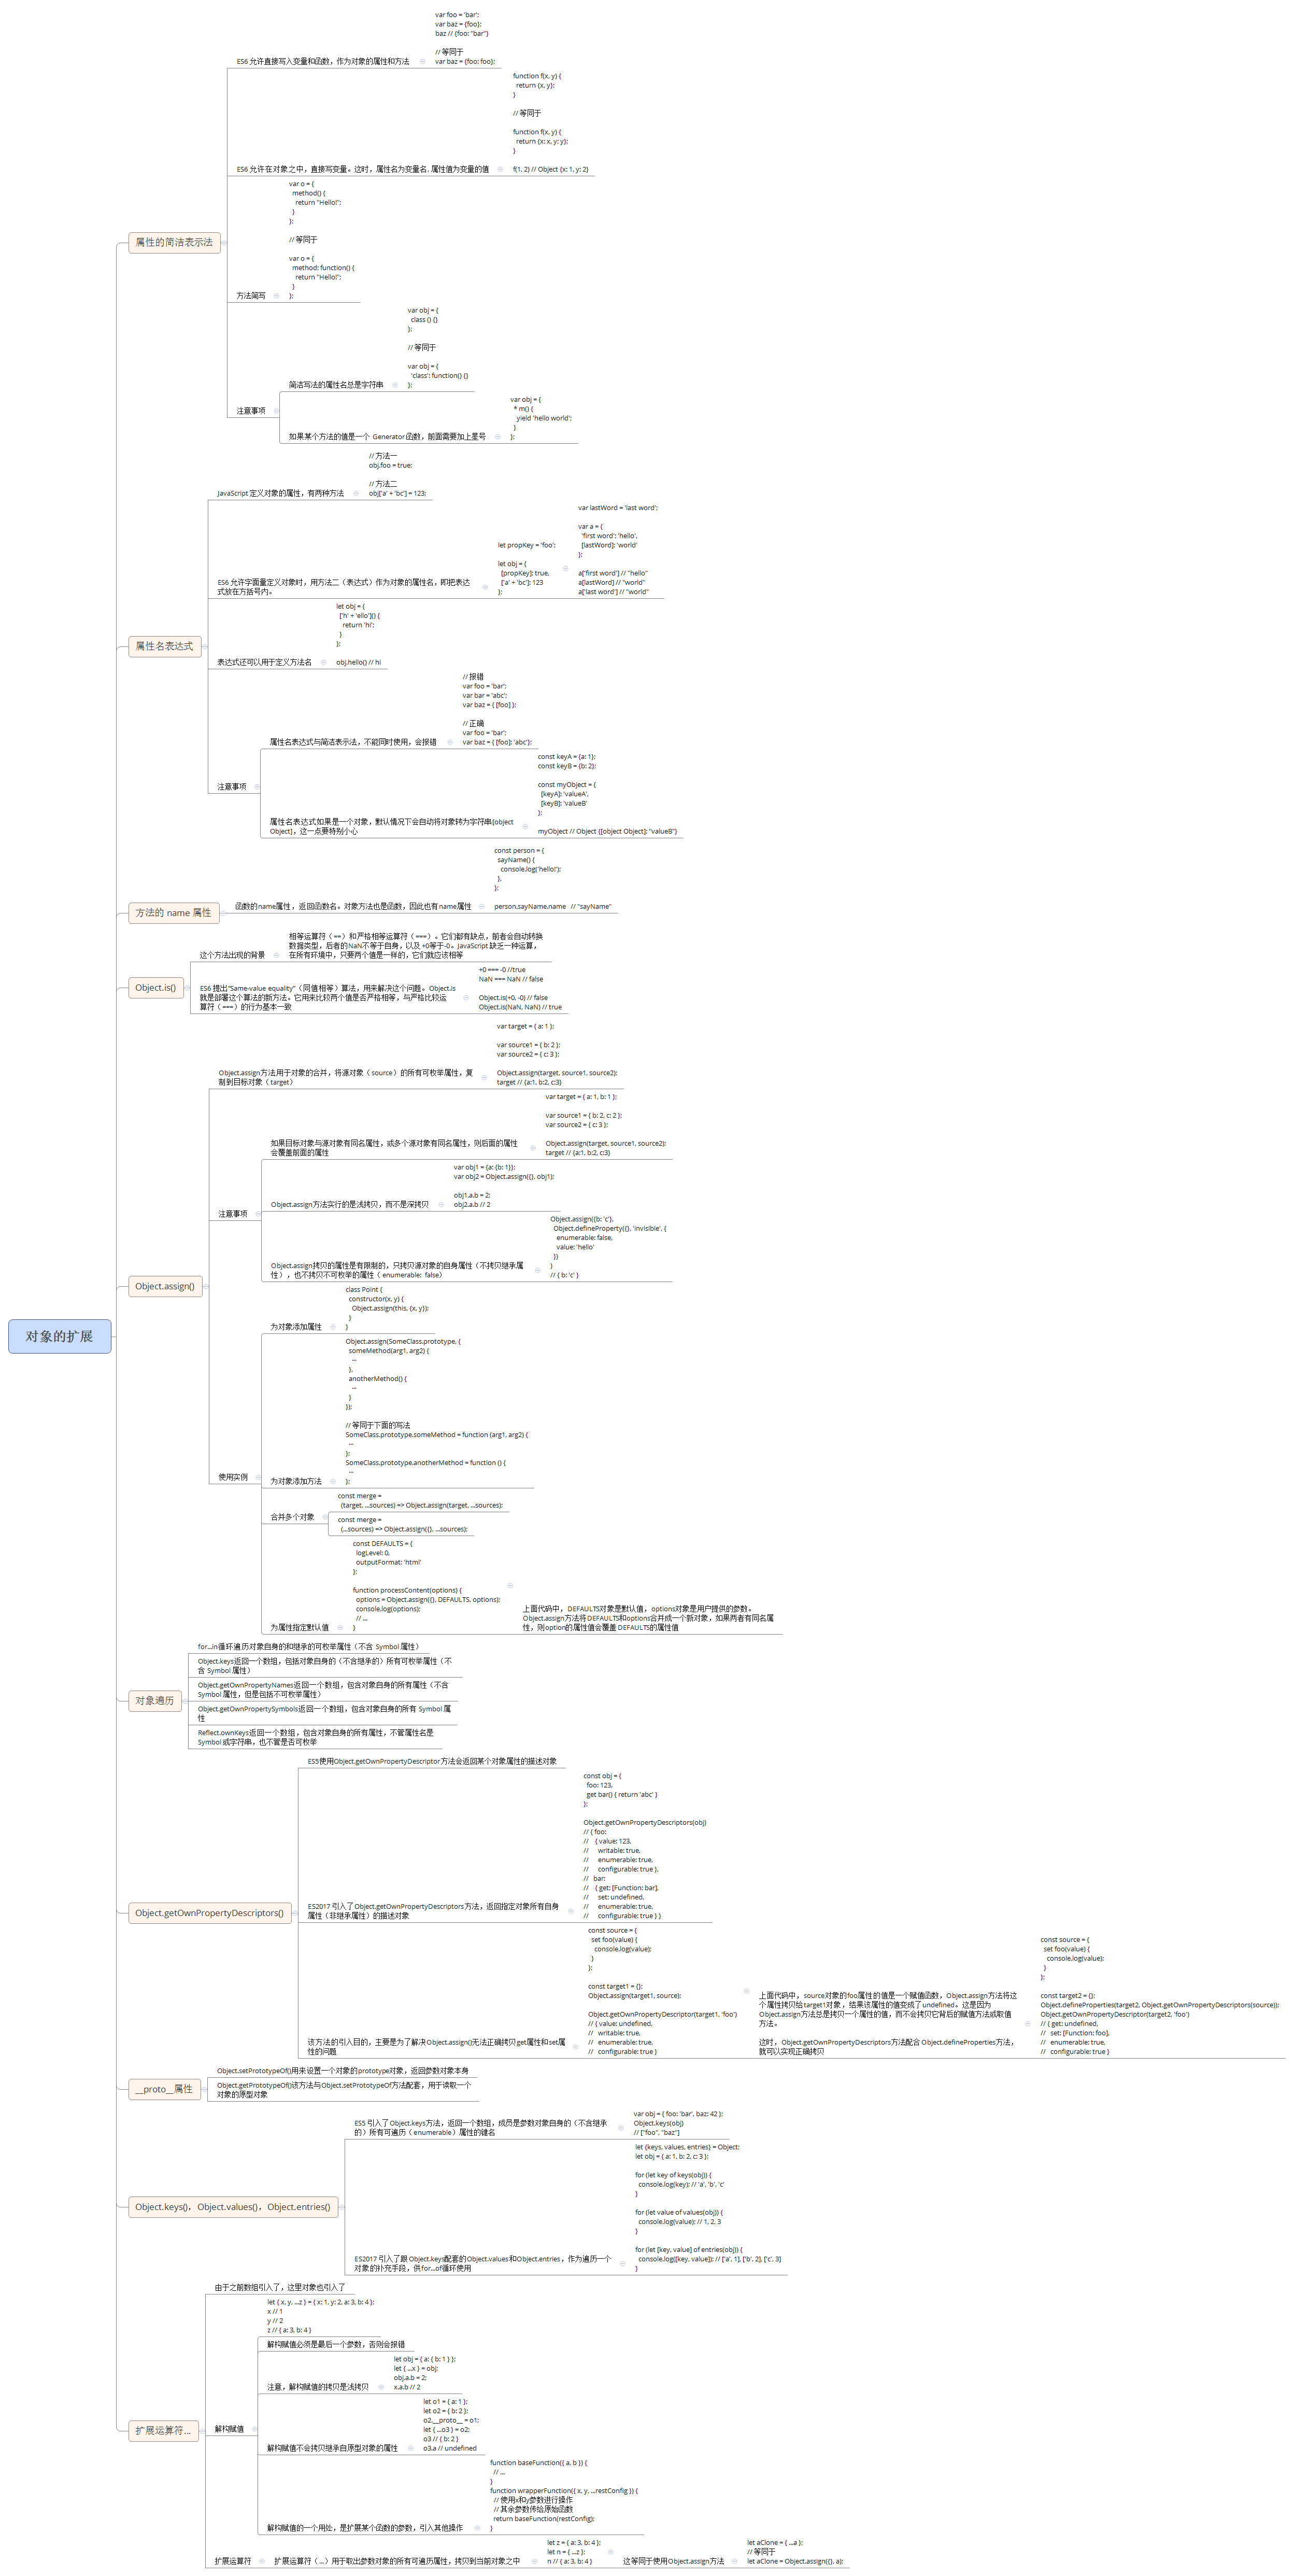 对象的扩展
属性的简洁表示法
ES6 允许直接写入变量和函数，作为对象的属性和方法
var foo = 'bar';
var baz = {foo};
baz // {foo: "bar"}
// 等同于
var baz = {foo: foo};
ES6 允许在对象之中，直接写变量。这时，属性名为变量名, 属性值为变量的值
function f(x, y) {
return {x, y};
}
// 等同于
function f(x, y) {
return {x: x, y: y};
}
f(1, 2) // Object {x: 1, y: 2}
方法简写
var o = {
method() {
return "Hello!";
}
};
// 等同于
var o = {
method: function() {
return "Hello!";
}
};
注意事项
简洁写法的属性名总是字符串
var obj = {
class () {}
};
// 等同于
var obj = {
'class': function() {}
};
如果某个方法的值是一个 Generator 函数，前面需要加上星号
var obj = {
* m() {
yield 'hello world';
}
};
属性名表达式
JavaScript 定义对象的属性，有两种方法
// 方法一
obj.foo = true;
// 方法二
obj['a' + 'bc'] = 123;
ES6 允许字面量定义对象时，用方法二（表达式）作为对象的属性名，即把表达
式放在方括号内。
let propKey = 'foo';
let obj = {
[propKey]: true,
['a' + 'bc']: 123
};
var lastWord = 'last word';
var a = {
'first word': 'hello',
[lastWord]: 'world'
};
a['first word'] // "hello"
a[lastWord] // "world"
a['last word'] // "world"
表达式还可以用于定义方法名
let obj = {
['h' + 'ello']() {
return 'hi';
}
};
obj.hello() // hi
注意事项
属性名表达式与简洁表示法，不能同时使用，会报错
// 报错
var foo = 'bar';
var bar = 'abc';
var baz = { [foo] };
// 正确
var foo = 'bar';
var baz = { [foo]: 'abc'};
属性名表达式如果是一个对象，默认情况下会自动将对象转为字符串[object
Object]，这一点要特别小心
const keyA = {a: 1};
const keyB = {b: 2};
const myObject = {
[keyA]: 'valueA',
[keyB]: 'valueB'
};
myObject // Object {[object Object]: "valueB"}
方法的 name 属性
函数的name属性，返回函数名。对象方法也是函数，因此也有name属性
const person = {
sayName() {
console.log('hello!');
},
};
person.sayName.name // "sayName"
Object.is()
这个方法出现的背景
相等运算符（==）和严格相等运算符（===）。它们都有缺点，前者会自动转换
数据类型，后者的NaN不等于自身，以及+0等于-0。JavaScript 缺乏一种运算，
在所有环境中，只要两个值是一样的，它们就应该相等
ES6 提出“Same-value equality”（同值相等）算法，用来解决这个问题。Object.is
就是部署这个算法的新方法。它用来比较两个值是否严格相等，与严格比较运
算符（===）的行为基本一致
+0 === -0 //true
NaN === NaN // false
Object.is(+0, -0) // false
Object.is(NaN, NaN) // true
Object.assign()
Object.assign方法用于对象的合并，将源对象（source）的所有可枚举属性，复
制到目标对象（target）
var target = { a: 1 };
var source1 = { b: 2 };
var source2 = { c: 3 };
Object.assign(target, source1, source2);
target // {a:1, b:2, c:3}
注意事项
如果目标对象与源对象有同名属性，或多个源对象有同名属性，则后面的属性
会覆盖前面的属性
var target = { a: 1, b: 1 };
var source1 = { b: 2, c: 2 };
var source2 = { c: 3 };
Object.assign(target, source1, source2);
target // {a:1, b:2, c:3}
Object.assign方法实行的是浅拷贝，而不是深拷贝
var obj1 = {a: {b: 1}};
var obj2 = Object.assign({}, obj1);
obj1.a.b = 2;
obj2.a.b // 2
Object.assign拷贝的属性是有限制的，只拷贝源对象的自身属性（不拷贝继承属
性），也不拷贝不可枚举的属性（enumerable: false）
Object.assign({b: 'c'},
Object.defineProperty({}, 'invisible', {
enumerable: false,
value: 'hello'
})
)
// { b: 'c' }
使用实例
为对象添加属性
class Point {
constructor(x, y) {
Object.assign(this, {x, y});
}
}
为对象添加方法
Object.assign(SomeClass.prototype, {
someMethod(arg1, arg2) {
···
},
anotherMethod() {
···
}
});
// 等同于下面的写法
SomeClass.prototype.someMethod = function (arg1, arg2) {
···
};
SomeClass.prototype.anotherMethod = function () {
···
};
合并多个对象
const merge =
(target, ...sources) => Object.assign(target, ...sources);
const merge =
(...sources) => Object.assign({}, ...sources);
为属性指定默认值
const DEFAULTS = {
logLevel: 0,
outputFormat: 'html'
};
function processContent(options) {
options = Object.assign({}, DEFAULTS, options);
console.log(options);
// ...
}
上面代码中，DEFAULTS对象是默认值，options对象是用户提供的参数。
Object.assign方法将DEFAULTS和options合并成一个新对象，如果两者有同名属
性，则option的属性值会覆盖DEFAULTS的属性值
对象遍历
for...in循环遍历对象自身的和继承的可枚举属性（不含 Symbol 属性）
Object.keys返回一个数组，包括对象自身的（不含继承的）所有可枚举属性（不
含 Symbol 属性）
Object.getOwnPropertyNames返回一个数组，包含对象自身的所有属性（不含
Symbol 属性，但是包括不可枚举属性）
Object.getOwnPropertySymbols返回一个数组，包含对象自身的所有 Symbol 属
性
Reflect.ownKeys返回一个数组，包含对象自身的所有属性，不管属性名是
Symbol 或字符串，也不管是否可枚举
Object.getOwnPropertyDescriptors()
ES5使用Object.getOwnPropertyDescriptor方法会返回某个对象属性的描述对象
ES2017 引入了Object.getOwnPropertyDescriptors方法，返回指定对象所有自身
属性（非继承属性）的描述对象
const obj = {
foo: 123,
get bar() { return 'abc' }
};
Object.getOwnPropertyDescriptors(obj)
// { foo:
// { value: 123,
// writable: true,
// enumerable: true,
// configurable: true },
// bar:
// { get: [Function: bar],
// set: undefined,
// enumerable: true,
// configurable: true } }
该方法的引入目的，主要是为了解决Object.assign()无法正确拷贝get属性和set属
性的问题
const source = {
set foo(value) {
console.log(value);
}
};
const target1 = {};
Object.assign(target1, source);
Object.getOwnPropertyDescriptor(target1, 'foo')
// { value: undefined,
// writable: true,
// enumerable: true,
// configurable: true }
上面代码中，source对象的foo属性的值是一个赋值函数，Object.assign方法将这
个属性拷贝给target1对象，结果该属性的值变成了undefined。这是因为
Object.assign方法总是拷贝一个属性的值，而不会拷贝它背后的赋值方法或取值
方法。
这时，Object.getOwnPropertyDescriptors方法配合Object.defineProperties方法，
就可以实现正确拷贝
const source = {
set foo(value) {
console.log(value);
}
};
const target2 = {};
Object.defineProperties(target2, Object.getOwnPropertyDescriptors(source));
Object.getOwnPropertyDescriptor(target2, 'foo')
// { get: undefined,
// set: [Function: foo],
// enumerable: true,
// configurable: true }
__proto__属性
Object.setPrototypeOf()用来设置一个对象的prototype对象，返回参数对象本身
Object.getPrototypeOf()该方法与Object.setPrototypeOf方法配套，用于读取一个
对象的原型对象
Object.keys()，Object.values()，Object.entries()
ES5 引入了Object.keys方法，返回一个数组，成员是参数对象自身的（不含继承
的）所有可遍历（enumerable）属性的键名
var obj = { foo: 'bar', baz: 42 };
Object.keys(obj)
// ["foo", "baz"]
ES2017 引入了跟Object.keys配套的Object.values和Object.entries，作为遍历一个
对象的补充手段，供for...of循环使用
let {keys, values, entries} = Object;
let obj = { a: 1, b: 2, c: 3 };
for (let key of keys(obj)) {
console.log(key); // 'a', 'b', 'c'
}
for (let value of values(obj)) {
console.log(value); // 1, 2, 3
}
for (let [key, value] of entries(obj)) {
console.log([key, value]); // ['a', 1], ['b', 2], ['c', 3]
}
扩展运算符...
由于之前数组引入了，这里对象也引入了
解构赋值
let { x, y, ...z } = { x: 1, y: 2, a: 3, b: 4 };
x // 1
y // 2
z // { a: 3, b: 4 }
解构赋值必须是最后一个参数，否则会报错
注意，解构赋值的拷贝是浅拷贝
let obj = { a: { b: 1 } };
let { ...x } = obj;
obj.a.b = 2;
x.a.b // 2
解构赋值不会拷贝继承自原型对象的属性
let o1 = { a: 1 };
let o2 = { b: 2 };
o2.__proto__ = o1;
let { ...o3 } = o2;
o3 // { b: 2 }
o3.a // undefined
解构赋值的一个用处，是扩展某个函数的参数，引入其他操作
function baseFunction({ a, b }) {
// ...
}
function wrapperFunction({ x, y, ...restConfig }) {
// 使用x和y参数进行操作
// 其余参数传给原始函数
return baseFunction(restConfig);
}
扩展运算符
扩展运算符（...）用于取出参数对象的所有可遍历属性，拷贝到当前对象之中
let z = { a: 3, b: 4 };
let n = { ...z };
n // { a: 3, b: 4 }
这等同于使用Object.assign方法
let aClone = { ...a };
// 等同于
let aClone = Object.assign({}, a);